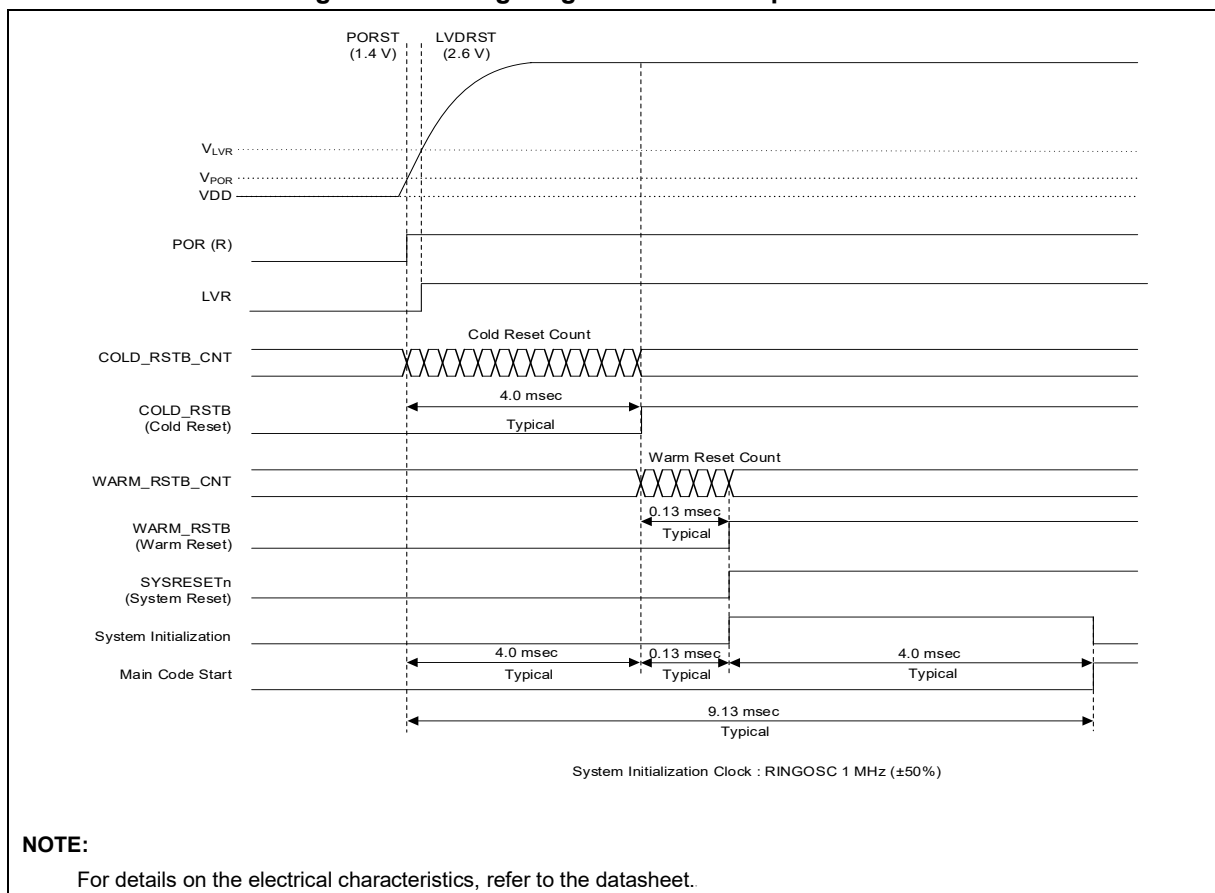 PORST
(1.4 V)
LVDRST
(2.6 V)
VLVR
VPOR
VDD
POR (R)
LVR
Cold Reset Count
COLD_RSTB_CNT
4.0 msec
COLD_RSTB
(Cold Reset)
Typical
Warm Reset Count
WARM_RSTB_CNT
0.13 msec
WARM_RSTB
(Warm Reset)
Typical
SYSRESETn
(System Reset)
System Initialization
4.0 msec
0.13 msec
4.0 msec
Main Code Start
Typical
Typical
Typical
9.13 msec
Typical
System Initialization Clock : RINGOSC 1 MHz (±50%)
NOTE:
For details on the electrical characteristics, refer to the datasheet..